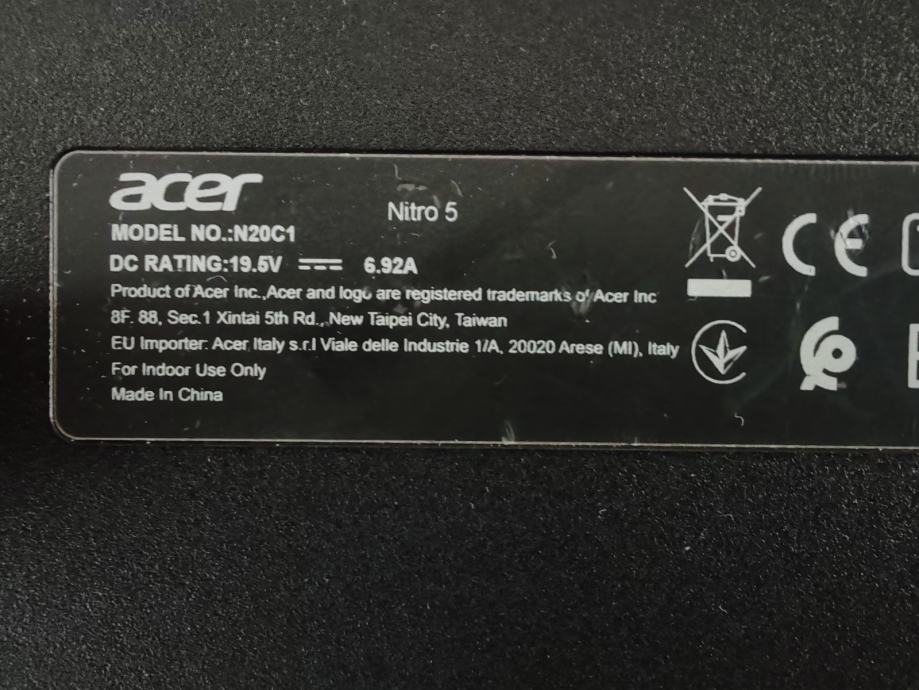 acer
Nitro 5
MODEL NO.:N20C1
DC RATING:19.5V ⎓ 6.92A
Product of Acer Inc.,Acer and logo are registered trademarks of Acer Inc
8F. 88, Sec.1 Xintai 5th Rd., New Taipei City, Taiwan
EU Importer: Acer Italy s.r.l Viale delle Industrie 1/A, 20020 Arese (MI), Italy
For Indoor Use Only
Made In China
CE